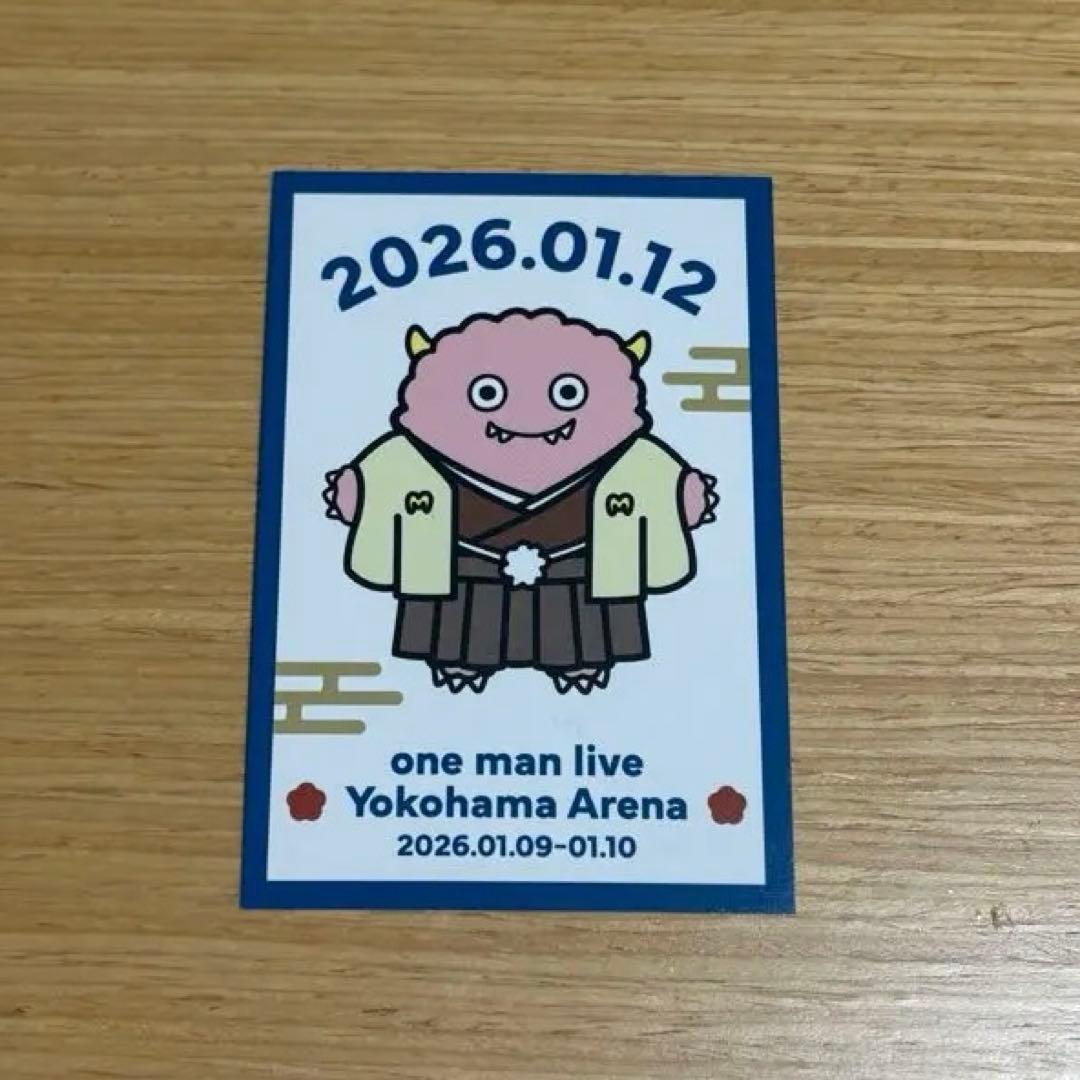 2026.01.12
M M
one man live
Yokohama Arena
2026.01.09-01.10